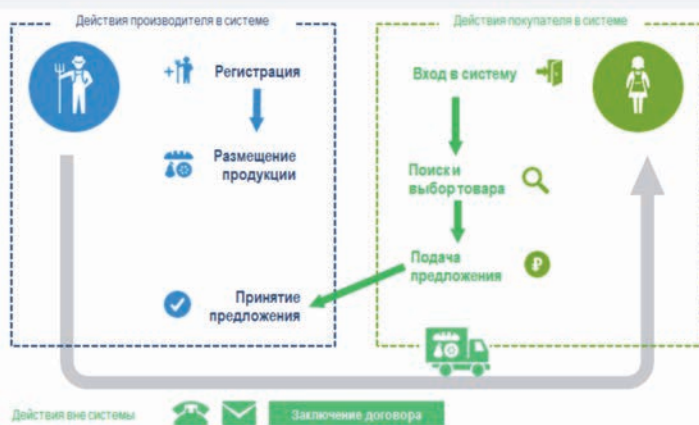 Действия производителя в системе
Регистрация
Размещение
продукции
Принятие
предложения
Действия покупателя в системе
Вход в систему
Поиск и
выбор товара
Подача
предложения
₽
Действия вне системы
Заключение договора